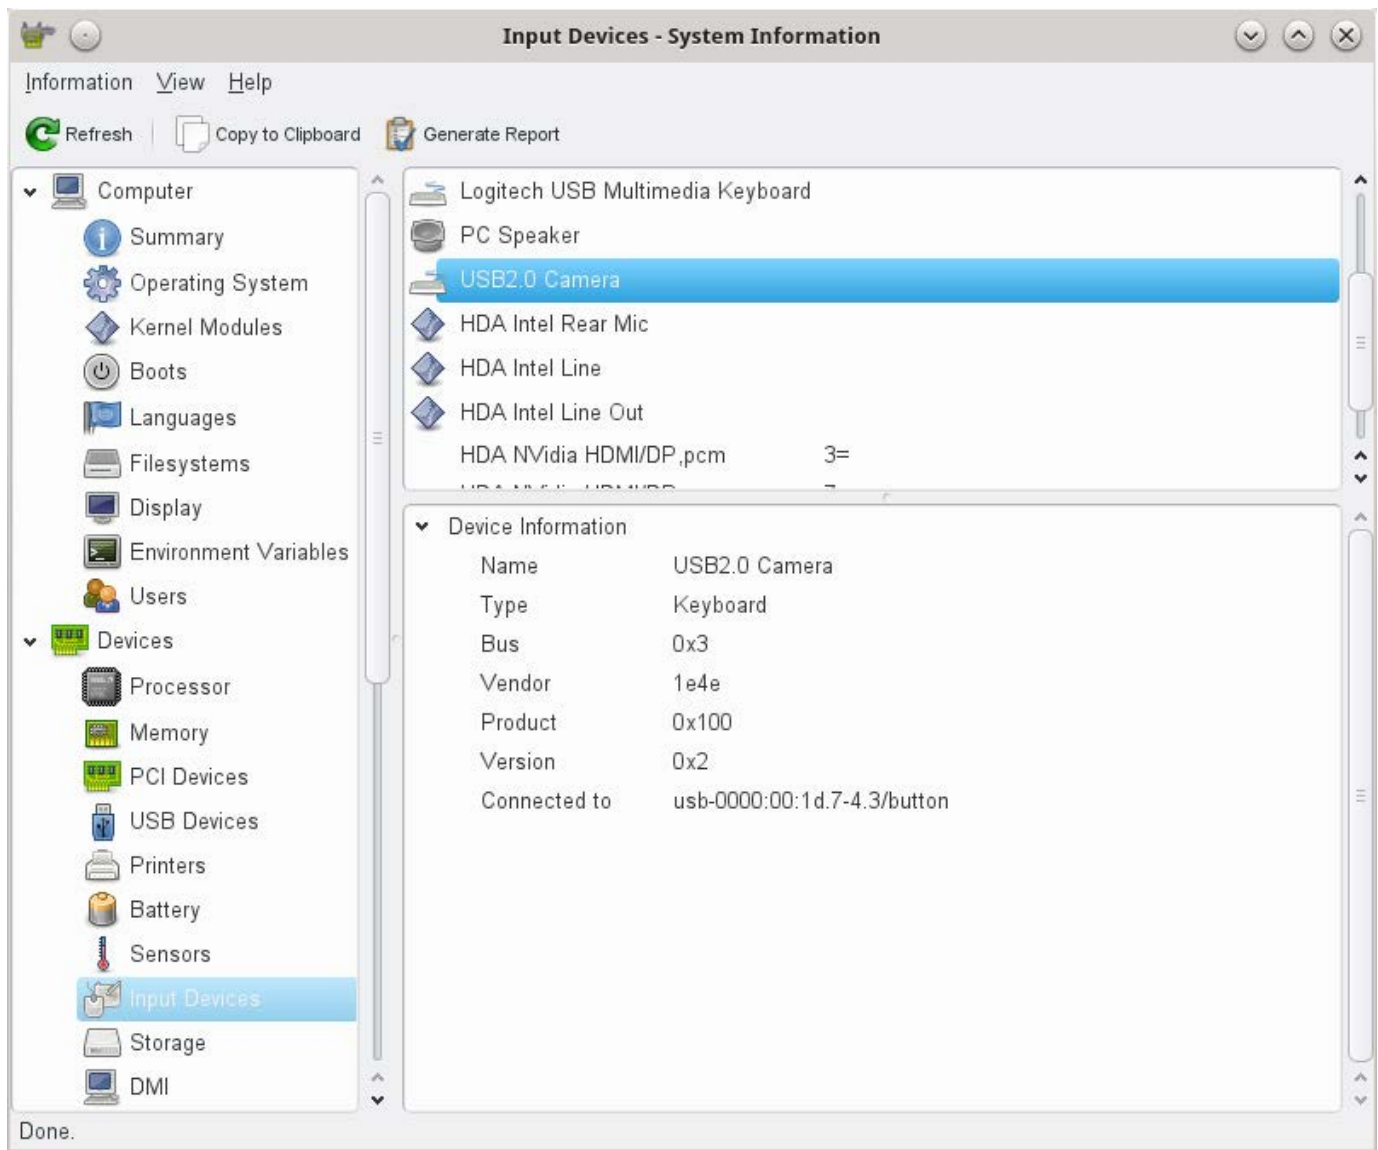 Input Devices - System Information
Information View Help
Refresh Copy to Clipboard Generate Report
Computer
Summary
Operating System
Kernel Modules
Boots
Languages
Filesystems
Display
Environment Variables
Users
Devices
Processor
Memory
PCI Devices
USB Devices
Printers
Battery
Sensors
Input Devices
Storage
DMI
Logitech USB Multimedia Keyboard
PC Speaker
USB2.0 Camera
HDA Intel Rear Mic
HDA Intel Line
HDA Intel Line Out
HDA NVidia HDMI/DP,pcm 3=
Device Information
Name USB2.0 Camera
Type Keyboard
Bus 0x3
Vendor 1e4e
Product 0x100
Version 0x2
Connected to usb-0000:00:1d.7-4.3/button
Done.